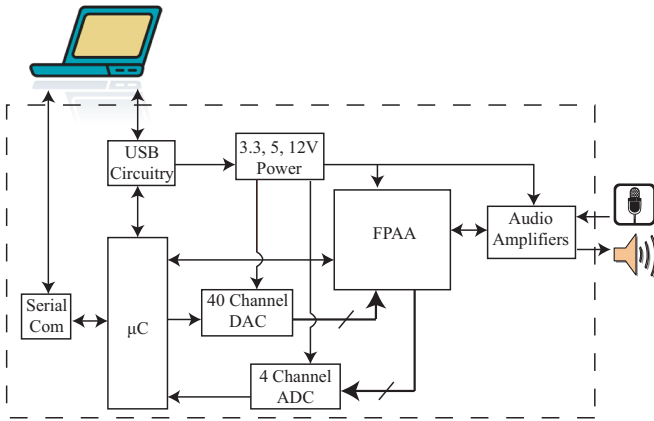 USB
Circuitry
3.3, 5, 12V
Power
FPAA
Audio
Amplifiers
Serial
Com
μC
40 Channel
DAC
4 Channel
ADC